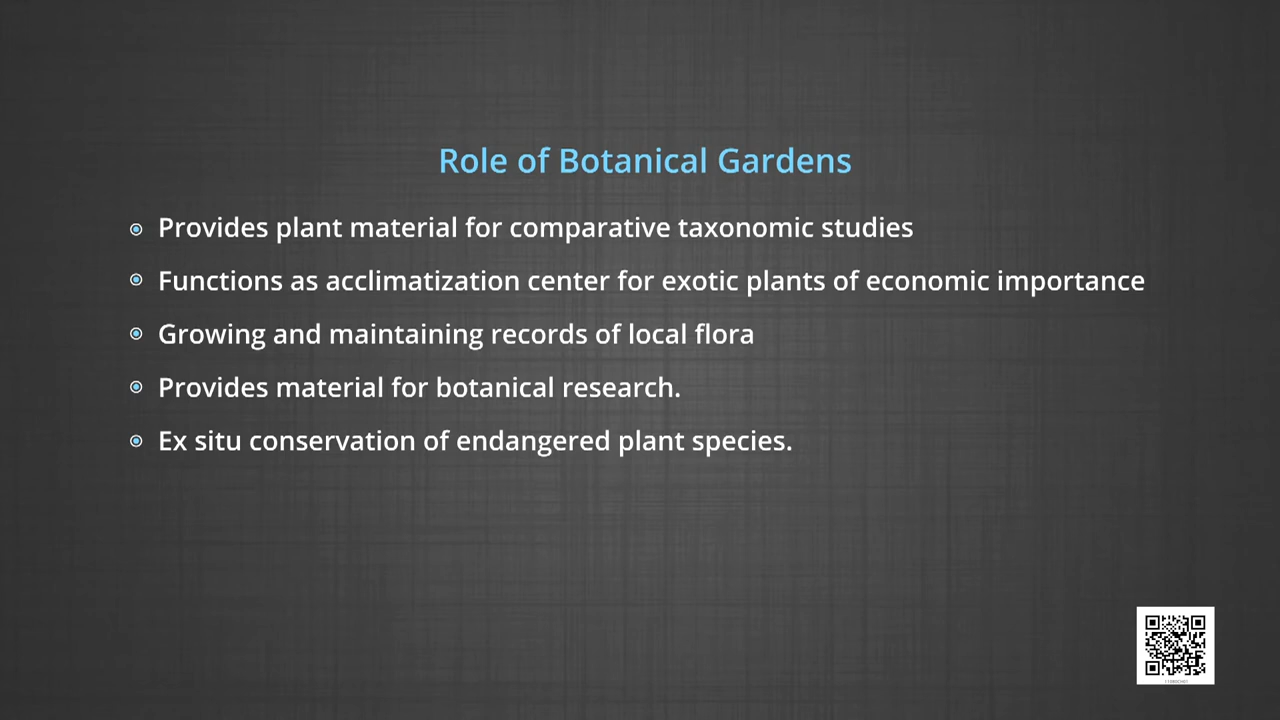 Role of Botanical Gardens
Provides plant material for comparative taxonomic studies
Functions as acclimatization center for exotic plants of economic importance
Growing and maintaining records of local flora
Provides material for botanical research.
Ex situ conservation of endangered plant species.